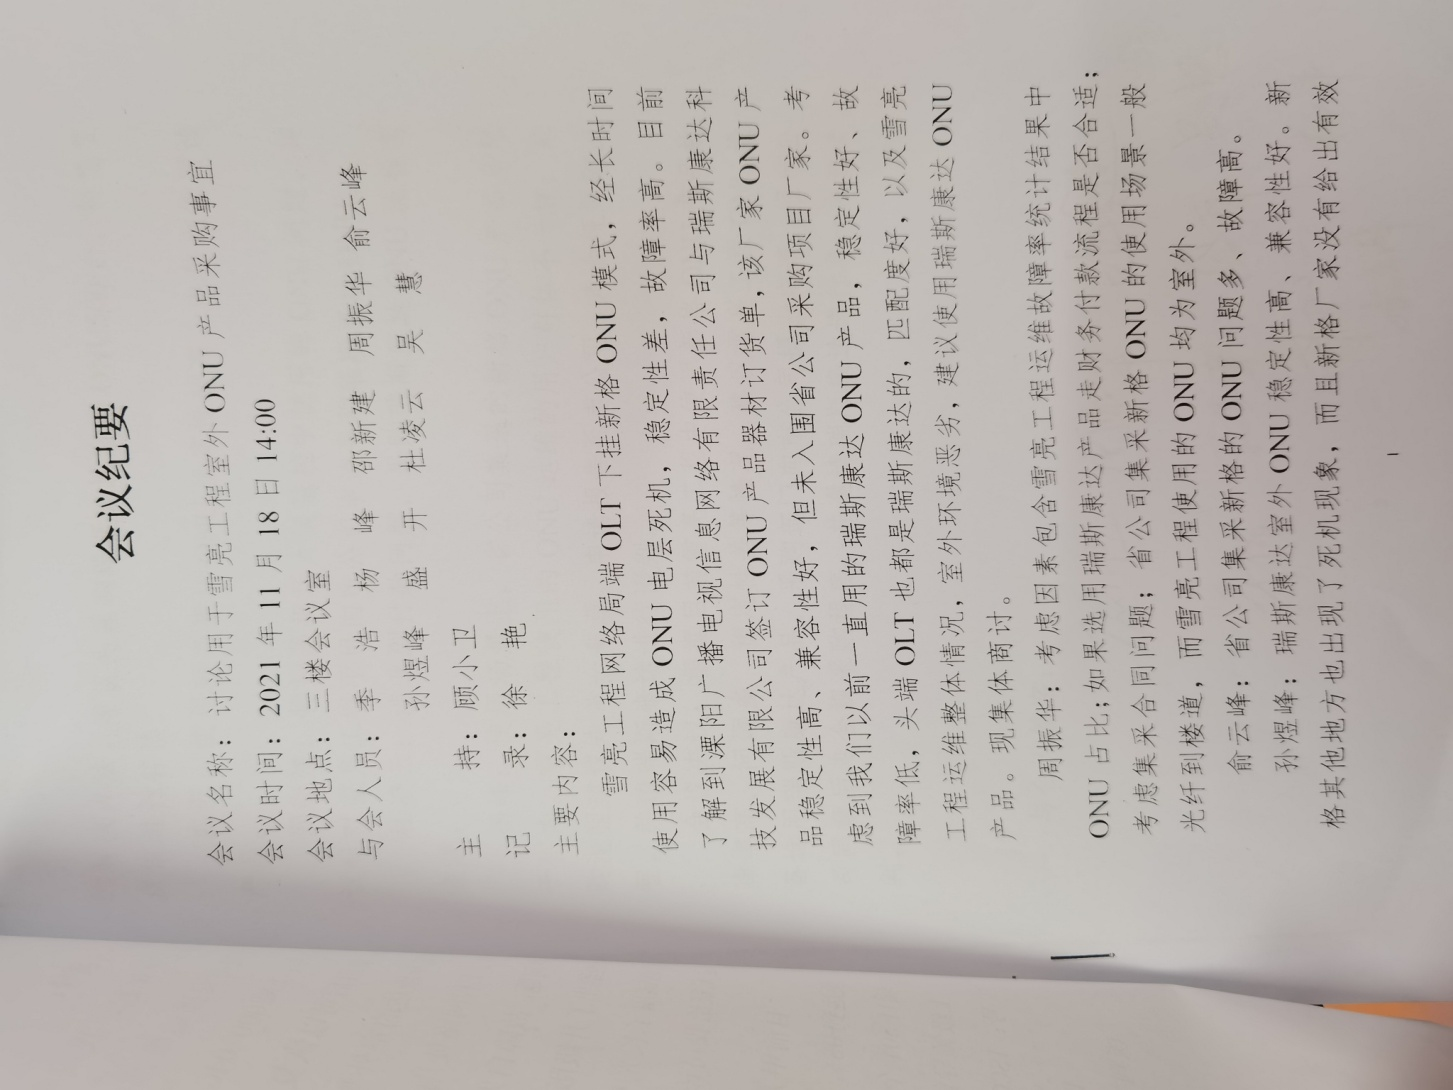 会议纪要
会议名称：讨论用于雪亮工程室外 ONU 产品采购事宜
会议时间：2021 年 11 月 18 日 14:00
会议地点：三楼会议室
与会人员：季 浩 杨 峰 邵新建 周振华 俞云峰
孙煜峰 盛 开 杜凌云 吴 慧
主 持：顾小卫
记 录：徐 艳
主要内容：
雪亮工程网络局端 OLT 下挂新格 ONU 模式，经长时间
使用容易造成 ONU 电层死机，稳定性差，故障率高。目前
了解到溧阳广播电视信息网络有限责任公司与瑞斯康达科
技发展有限公司签订 ONU 产品器材订货单，该厂家 ONU 产
品稳定性高、兼容性好，但未入围省公司采购项目厂家。考
虑到我们以前一直用的瑞斯康达 ONU 产品，稳定性好、故
障率低，头端 OLT 也都是瑞斯康达的，匹配度好，以及雪亮
工程运维整体情况，室外环境恶劣，建议使用瑞斯康达 ONU
产品。现集体商讨。
周振华：考虑因素包含雪亮工程运维故障率统计结果中
ONU 占比；如果选用瑞斯康达产品走财务付款流程是否合适；
考虑集采合同问题；省公司集采新格 ONU 的使用场景一般
光纤到楼道，而雪亮工程使用的 ONU 均为室外。
俞云峰：省公司集采新格的 ONU 问题多、故障高。
孙煜峰：瑞斯康达室外 ONU 稳定性高、兼容性好。新
格其他地方也出现了死机现象，而且新格厂家没有给出有效
1